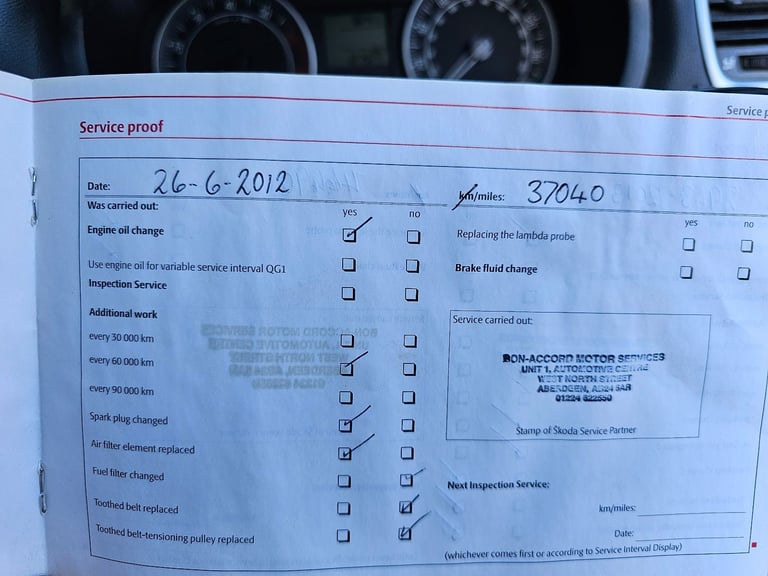 Service p
Service proof
Date: 26-6-2012
km/miles: 37040
Was carried out:
yes no
Engine oil change
Use engine oil for variable service interval QG1
Inspection Service
Additional work
every 30 000 km
every 60 000 km
every 90 000 km
Spark plug changed
Air filter element replaced
Fuel filter changed
Toothed belt replaced
Toothed belt-tensioning pulley replaced
yes no
Replacing the lambda probe
Brake fluid change
Service carried out:
BON-ACCORD MOTOR SERVICES
UNIT 1, AUTOMOTIVE CENTRE
WEST NORTH STREET
ABERDEEN, AB24 5AR
01224 622550
Stamp of Škoda Service Partner
Next Inspection Service:
km/miles:
Date:
(whichever comes first or according to Service Interval Display)